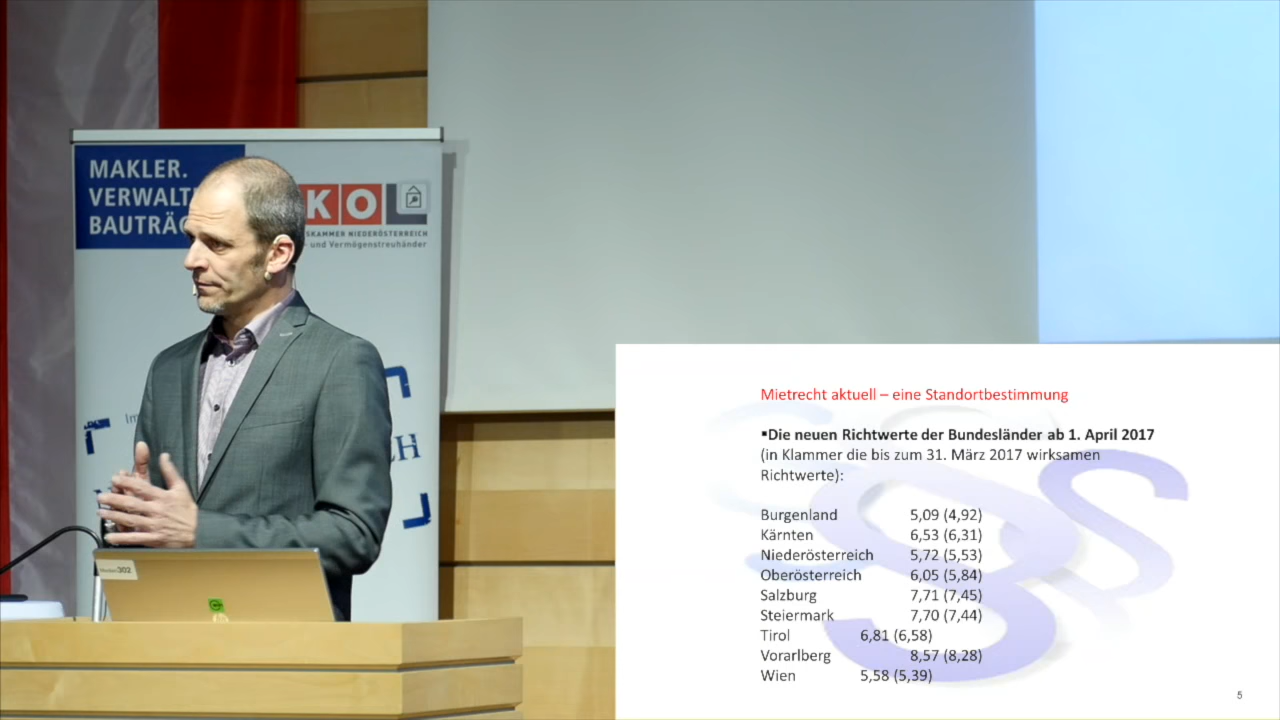 MAKLER.
VERWALT
BAUTRÄG
KO
SKAMMER NIEDERÖSTERREICH
- und Vermögenstreuhänder
Im
CH
Medien302
Mietrecht aktuell – eine Standortbestimmung
▪Die neuen Richtwerte der Bundesländer ab 1. April 2017
(in Klammer die bis zum 31. März 2017 wirksamen
Richtwerte):
Burgenland 5,09 (4,92)
Kärnten 6,53 (6,31)
Niederösterreich 5,72 (5,53)
Oberösterreich 6,05 (5,84)
Salzburg 7,71 (7,45)
Steiermark 7,70 (7,44)
Tirol 6,81 (6,58)
Vorarlberg 8,57 (8,28)
Wien 5,58 (5,39)
5